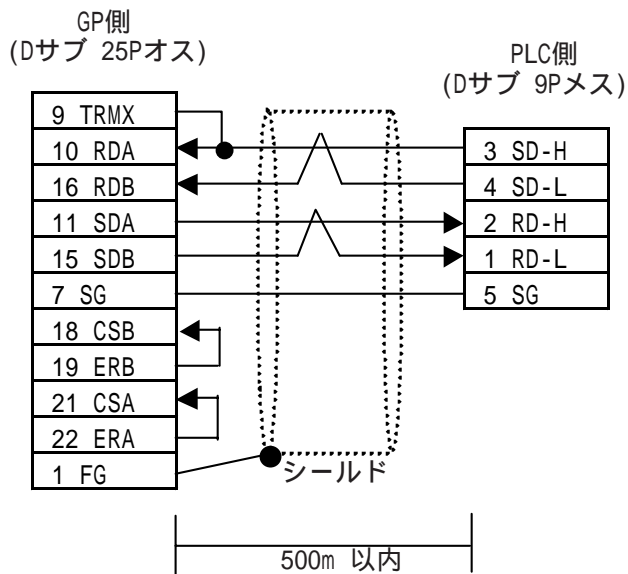 GP側
(Dサブ 25Pオス)
PLC側
(Dサブ 9Pメス)
9 TRMX
10 RDA
16 RDB
11 SDA
15 SDB
7 SG
18 CSB
19 ERB
21 CSA
22 ERA
1 FG
3 SD-H
4 SD-L
2 RD-H
1 RD-L
5 SG
シールド
500m 以内